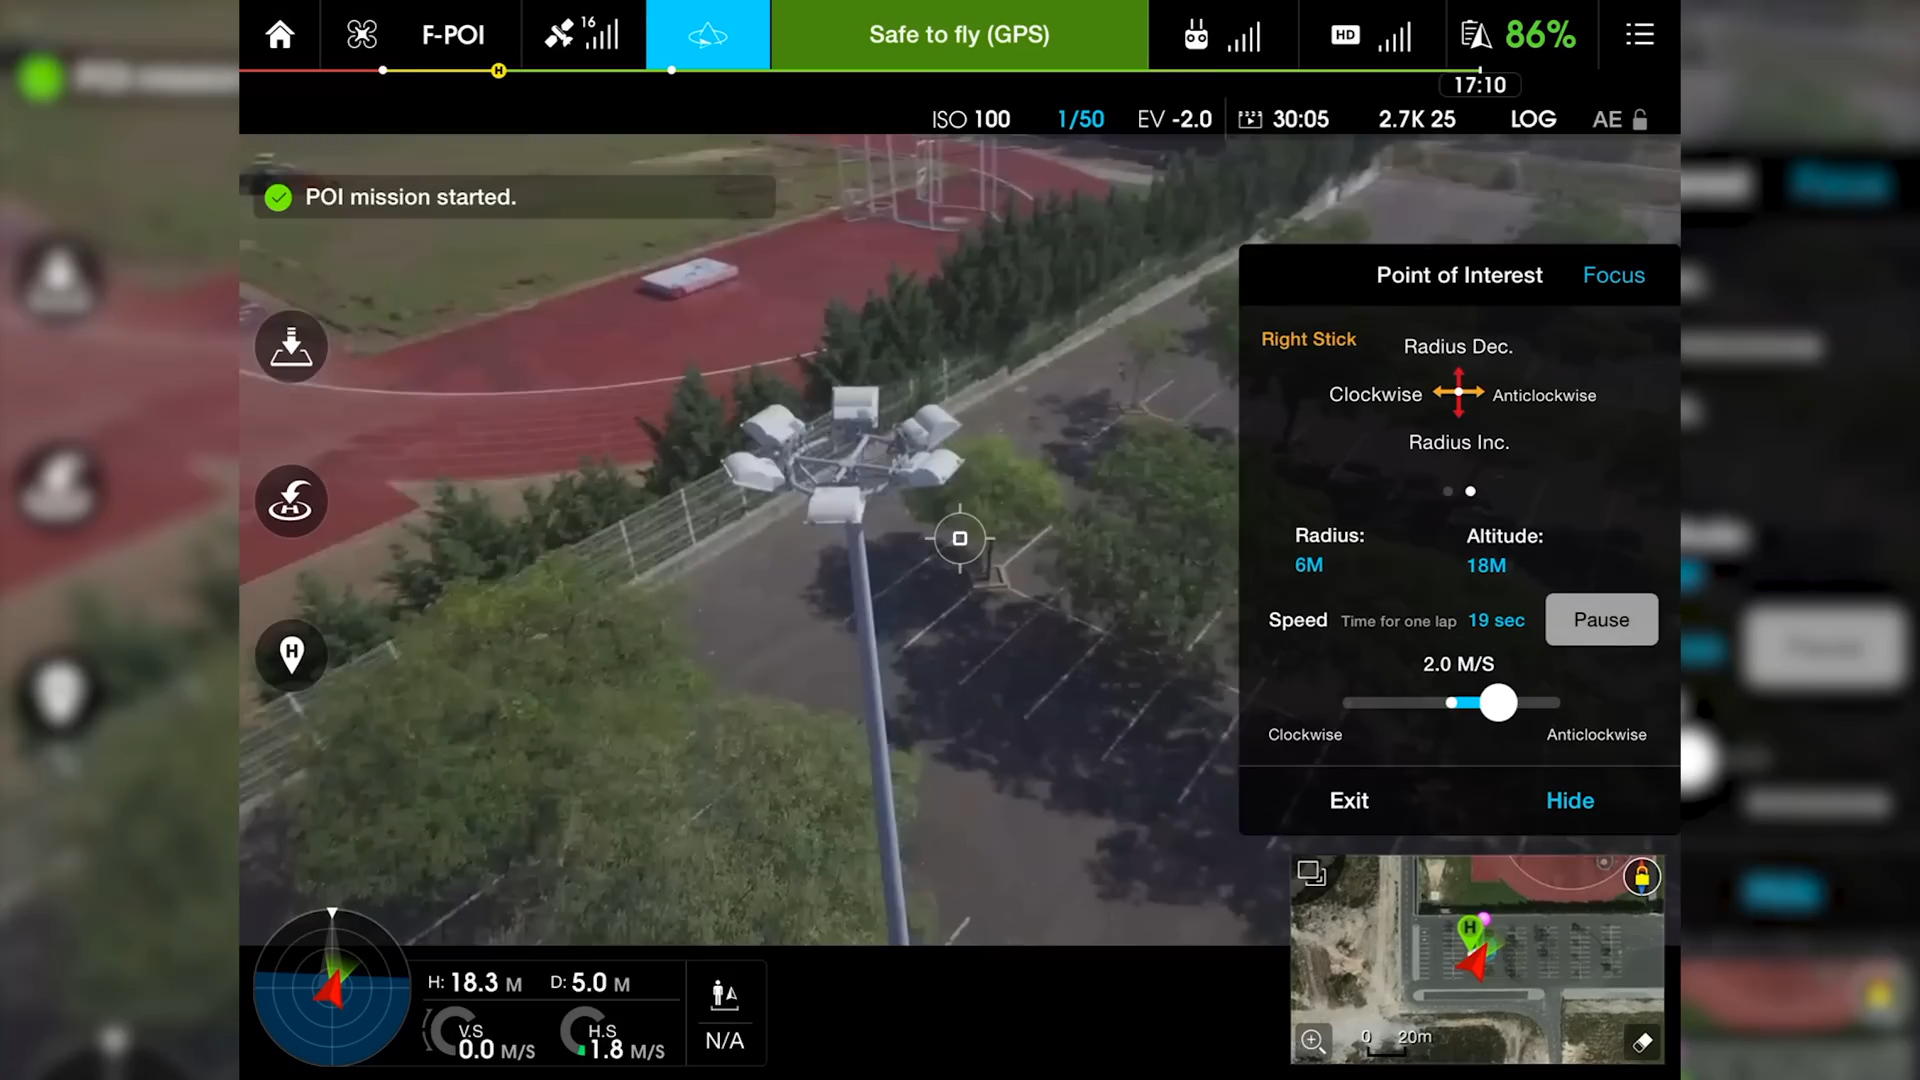 F-POI
16
Safe to fly (GPS)
HD
86%
H
17:10
ISO 100
1/50
EV -2.0
30:05
2.7K 25
LOG
AE
POI mission started.
Point of Interest
Focus
Right Stick
Radius Dec.
Clockwise
Anticlockwise
Radius Inc.
Radius:
6M
Altitude:
18M
Speed
Time for one lap
19 sec
Pause
2.0 M/S
Clockwise
Anticlockwise
Exit
Hide
H
H
H
H: 18.3 M
D: 5.0 M
V.S
0.0 M/S
H.S
1.8 M/S
N/A
0
20m